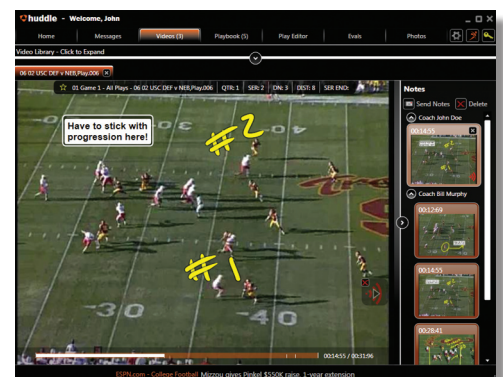 huddle - Welcome, John
Home Messages Videos (3) Playbook (5) Play Editor Evals Photos
Video Library - Click to Expand
06 02 USC DEF v NEB,Play.006
01 Game 1 - All Plays - 06 02 USC DEF v NEB,Play.006 QTR: 1 SER: 2 DN: 3 DIST: 8 SER END:
Notes
Send Notes Delete
Coach John Doe
00:14:55
Have to stick with
progression here!
#2
Coach Bill Murphy
00:12:69
#1
00:14:55
30
40
00:28:41
00:14:55 / 00:31:96
ESPN.com - College Football Mizzou gives Pinkel $550K raise, 1-year extension